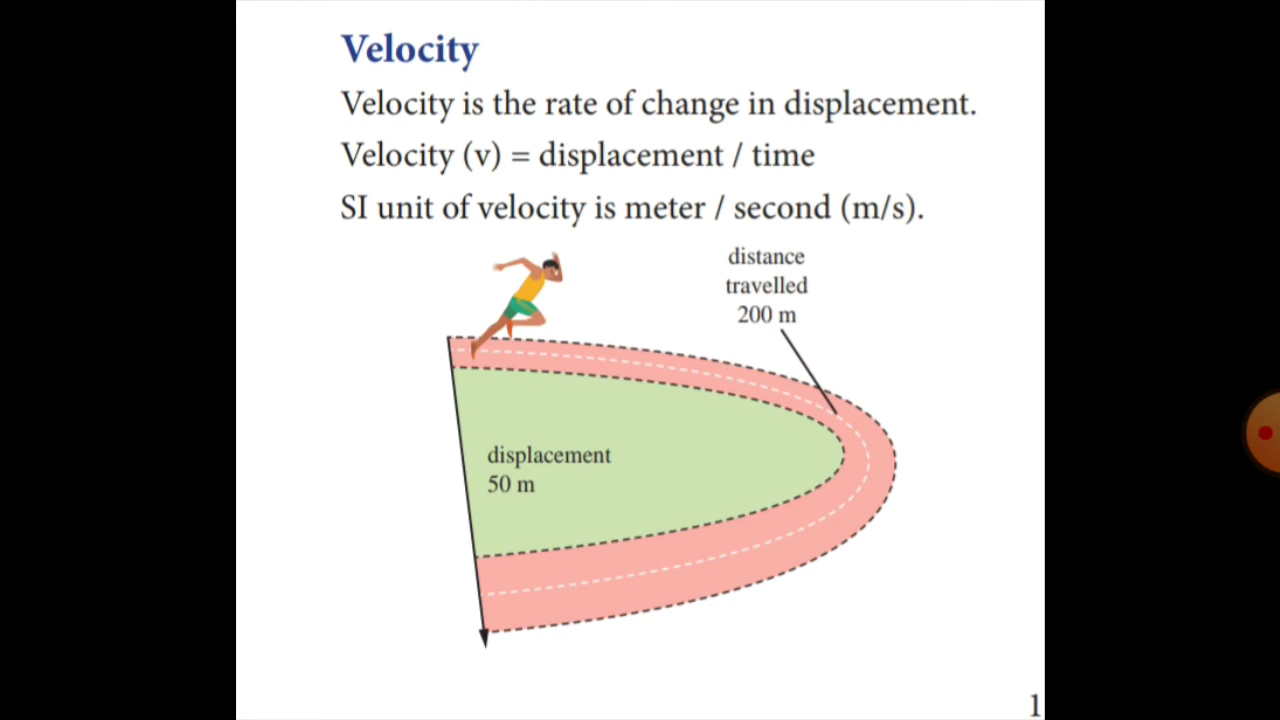 Velocity
Velocity is the rate of change in displacement.
Velocity (v) = displacement / time
SI unit of velocity is meter / second (m/s).
distance
travelled
200 m
displacement
50 m
1